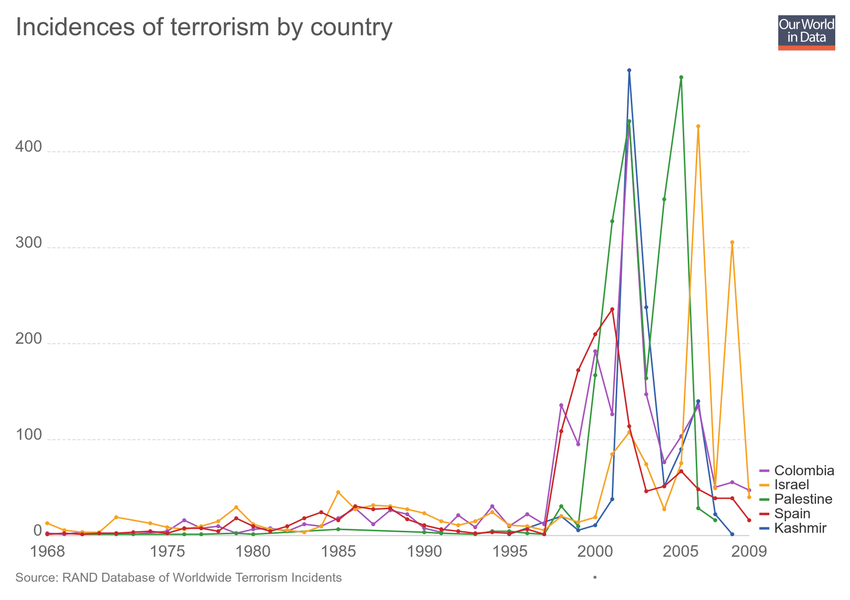 Incidences of terrorism by country
Our World
in Data
400
300
200
100
0
1968
1975
1980
1985
1990
1995
2000
2005
2009
Colombia
Israel
Palestine
Spain
Kashmir
Source: RAND Database of Worldwide Terrorism Incidents